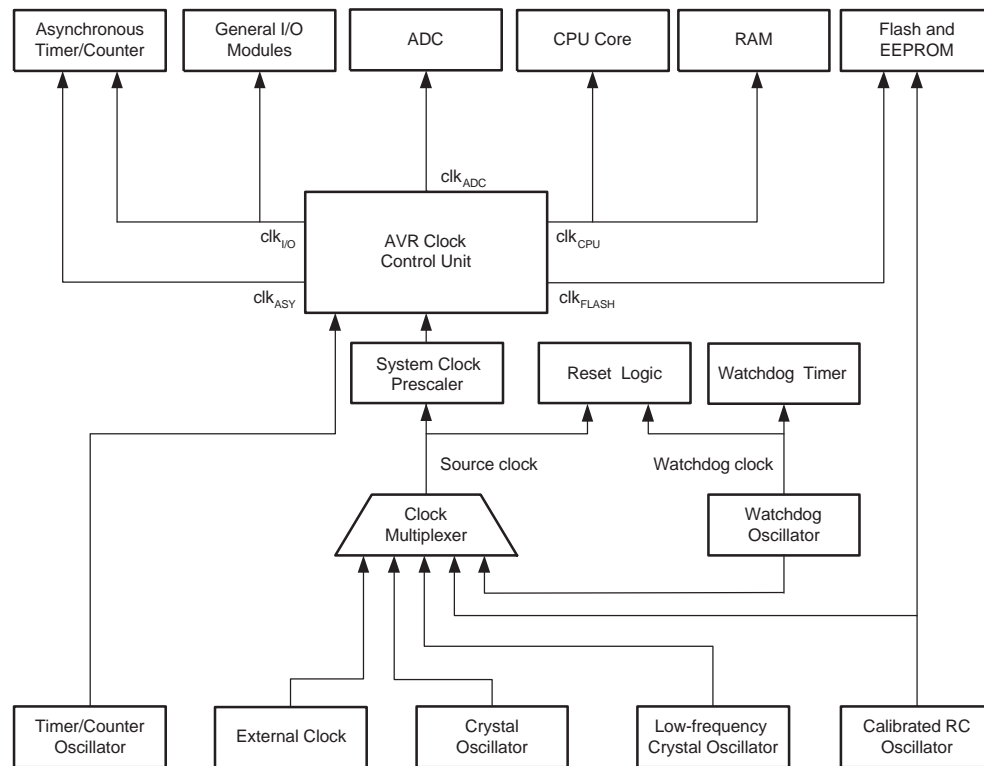 Asynchronous
Timer/Counter
General I/O
Modules
ADC
CPU Core
RAM
Flash and
EEPROM
clkADC
AVR Clock
Control Unit
clkI/O
clkCPU
clkASY
clkFLASH
System Clock
Prescaler
Reset Logic
Watchdog Timer
Source clock
Watchdog clock
Clock
Multiplexer
Watchdog
Oscillator
Timer/Counter
Oscillator
External Clock
Crystal
Oscillator
Low-frequency
Crystal Oscillator
Calibrated RC
Oscillator